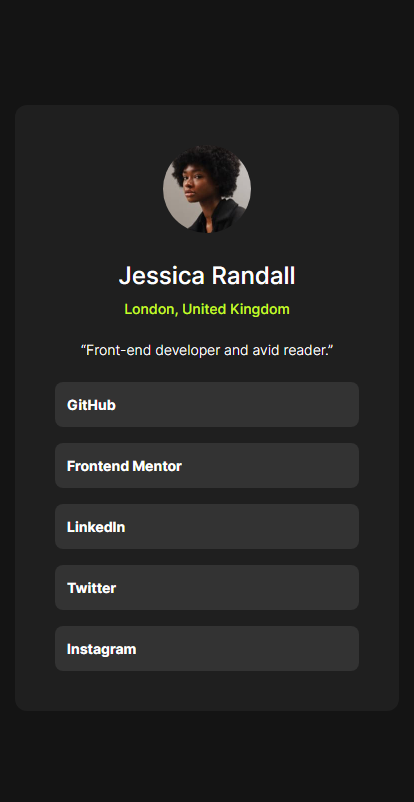 Jessica Randall
London, United Kingdom
“Front-end developer and avid reader.”
GitHub
Frontend Mentor
LinkedIn
Twitter
Instagram